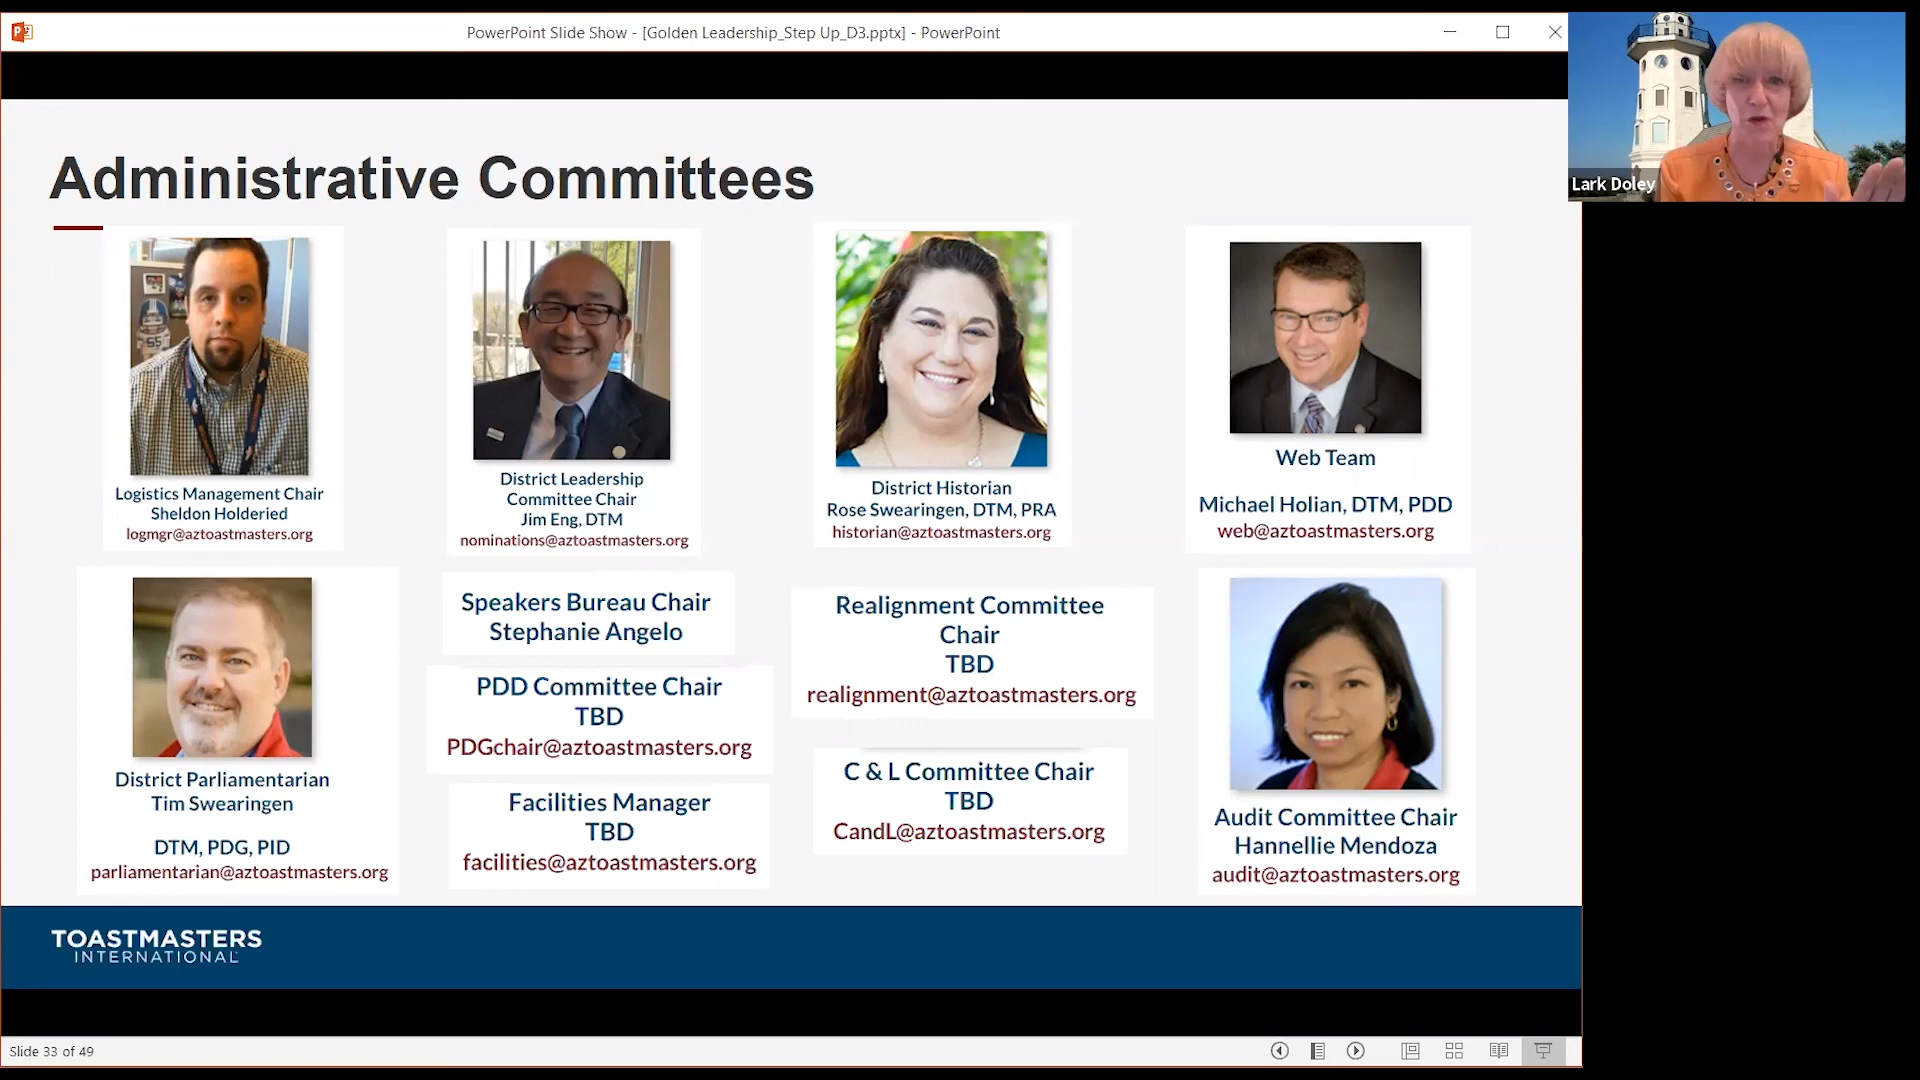 PowerPoint Slide Show - [Golden Leadership_Step Up_D3.pptx] - PowerPoint
Lark Doley
Administrative Committees
Logistics Management Chair
Sheldon Holderied
logmgr@aztoastmasters.org
District Leadership
Committee Chair
Jim Eng, DTM
nominations@aztoastmasters.org
District Historian
Rose Swearingen, DTM, PRA
historian@aztoastmasters.org
Web Team
Michael Holian, DTM, PDD
web@aztoastmasters.org
District Parliamentarian
Tim Swearingen
DTM, PDG, PID
parliamentarian@aztoastmasters.org
Speakers Bureau Chair
Stephanie Angelo
PDD Committee Chair
TBD
PDGchair@aztoastmasters.org
Facilities Manager
TBD
facilities@aztoastmasters.org
Realignment Committee
Chair
TBD
realignment@aztoastmasters.org
C & L Committee Chair
TBD
CandL@aztoastmasters.org
Audit Committee Chair
Hannellie Mendoza
audit@aztoastmasters.org
TOASTMASTERS
INTERNATIONAL
Slide 33 of 49